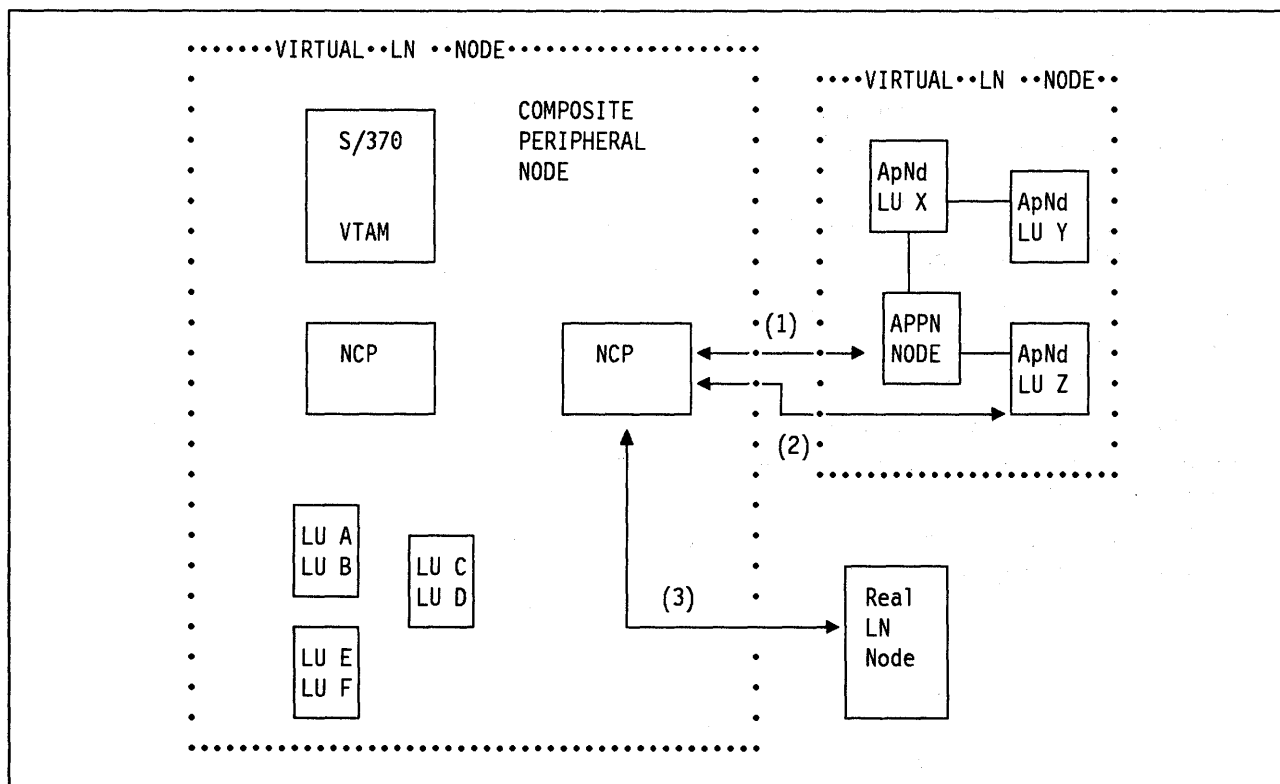 VIRTUAL LN NODE
VIRTUAL LN NODE
COMPOSITE
PERIPHERAL
NODE
S/370
VTAM
ApNd
LU X
ApNd
LU Y
NCP
NCP
(1)
APPN
NODE
ApNd
LU Z
(2)
LU A
LU B
LU C
LU D
(3)
Real
LN
Node
LU E
LU F